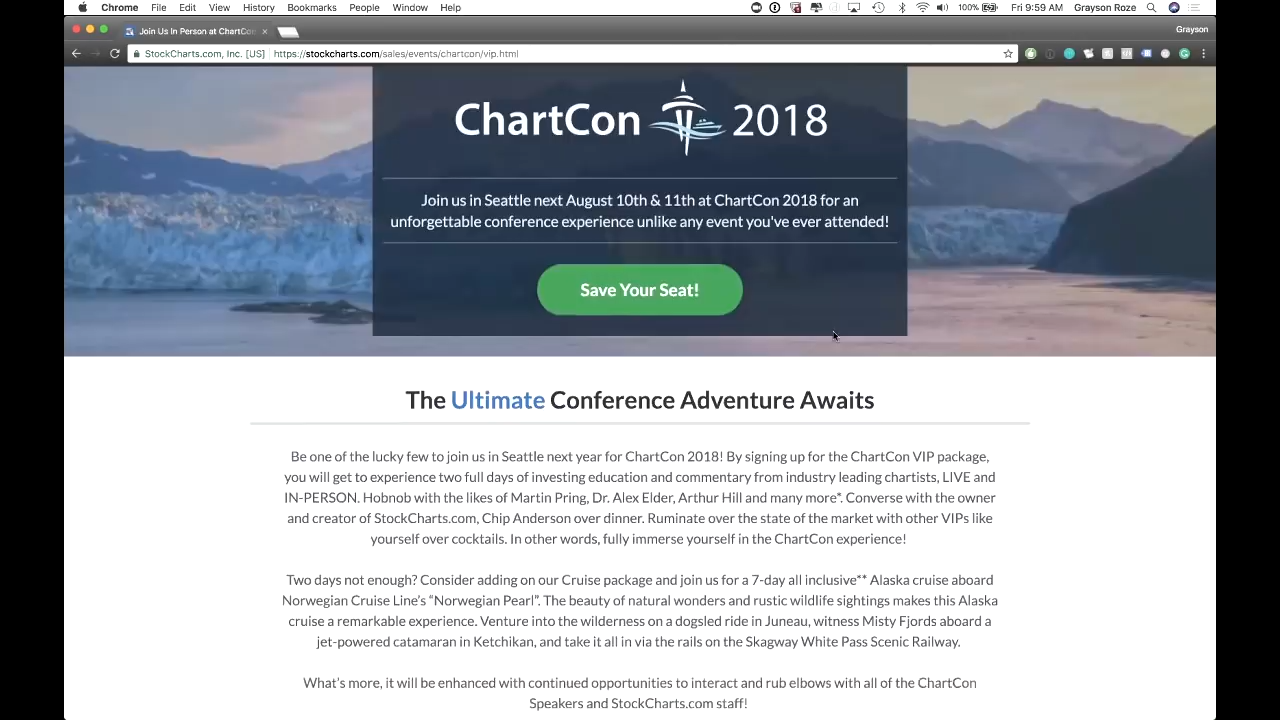 Chrome File Edit View History Bookmarks People Window Help 100% Fri 9:59 AM Grayson Roze
Join Us In Person at ChartCon Grayson
StockCharts.com, Inc. [US] https://stockcharts.com/sales/events/chartcon/vip.html
ChartCon 2018
Join us in Seattle next August 10th & 11th at ChartCon 2018 for an
unforgettable conference experience unlike any event you've ever attended!
Save Your Seat!
The Ultimate Conference Adventure Awaits
Be one of the lucky few to join us in Seattle next year for ChartCon 2018! By signing up for the ChartCon VIP package,
you will get to experience two full days of investing education and commentary from industry leading chartists, LIVE and
IN-PERSON. Hobnob with the likes of Martin Pring, Dr. Alex Elder, Arthur Hill and many more*. Converse with the owner
and creator of StockCharts.com, Chip Anderson over dinner. Ruminate over the state of the market with other VIPs like
yourself over cocktails. In other words, fully immerse yourself in the ChartCon experience!
Two days not enough? Consider adding on our Cruise package and join us for a 7-day all inclusive** Alaska cruise aboard
Norwegian Cruise Line’s “Norwegian Pearl”. The beauty of natural wonders and rustic wildlife sightings makes this Alaska
cruise a remarkable experience. Venture into the wilderness on a dogsled ride in Juneau, witness Misty Fjords aboard a
jet-powered catamaran in Ketchikan, and take it all in via the rails on the Skagway White Pass Scenic Railway.
What’s more, it will be enhanced with continued opportunities to interact and rub elbows with all of the ChartCon
Speakers and StockCharts.com staff!